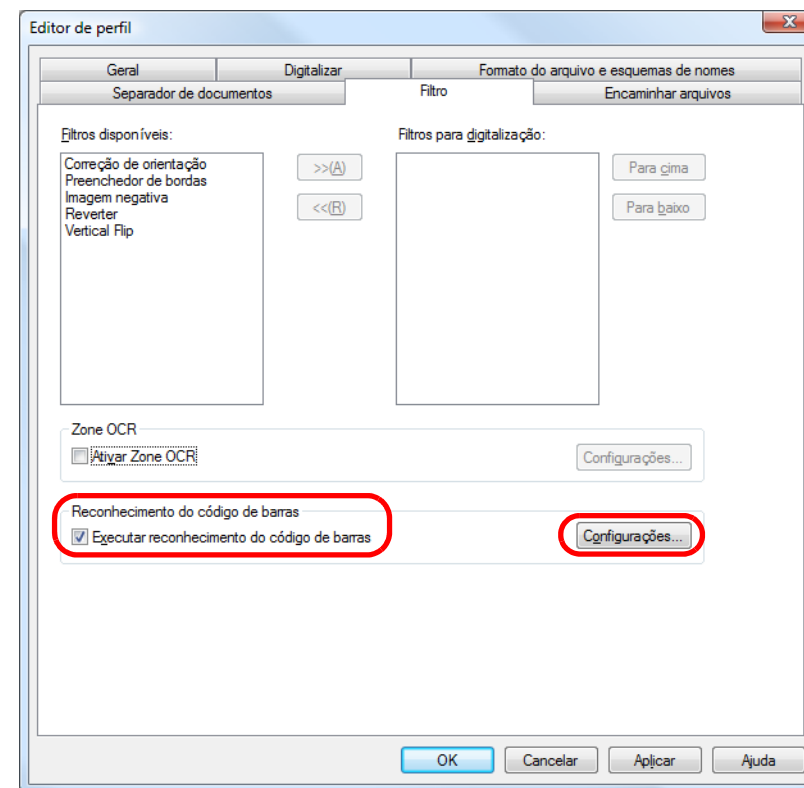 Editor de perfil
Geral
Digitalizar
Formato do arquivo e esquemas de nomes
Separador de documentos
Filtro
Encaminhar arquivos
Filtros disponíveis:
Filtros para digitalização:
Correção de orientação
Preenchedor de bordas
Imagem negativa
Reverter
Vertical Flip
>>(A)
<<(R)
Para cima
Para baixo
Zone OCR
Ativar Zone OCR
Configurações...
Reconhecimento do código de barras
Executar reconhecimento do código de barras
Configurações...
OK
Cancelar
Aplicar
Ajuda